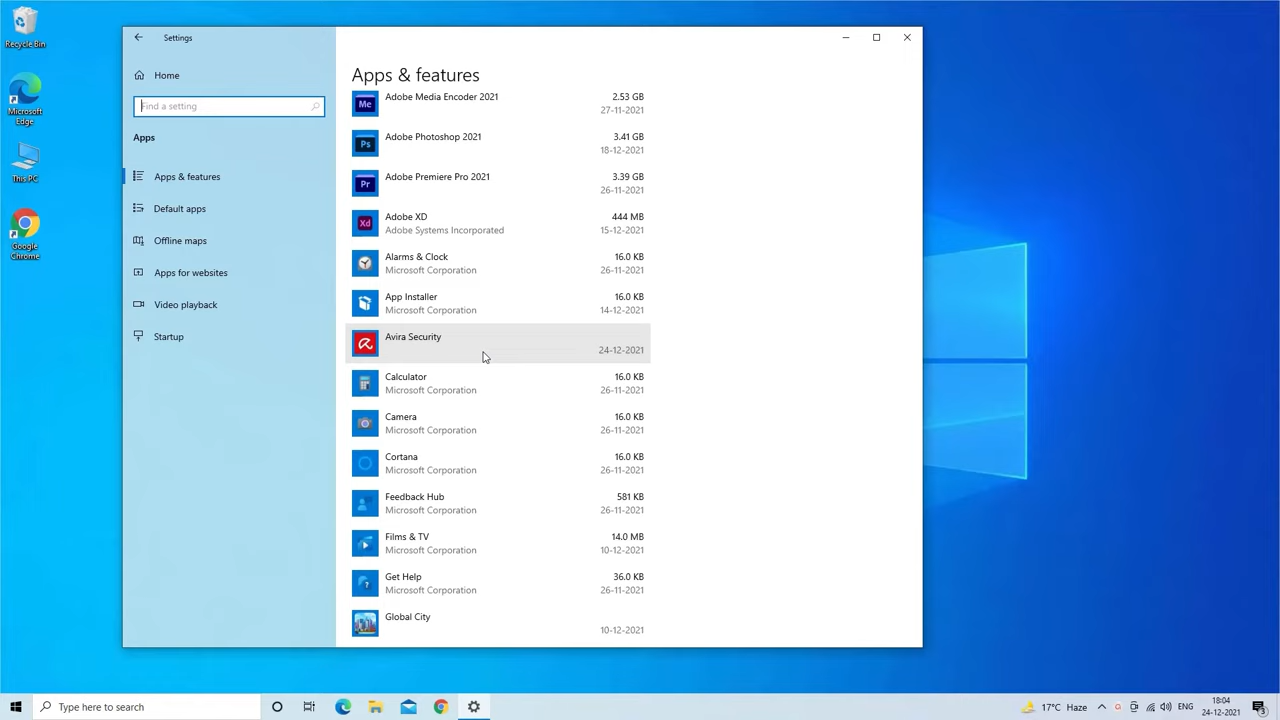 Recycle Bin
Microsoft
Edge
This PC
Google
Chrome
Settings
Home
Find a setting
Apps
Apps & features
Default apps
Offline maps
Apps for websites
Video playback
Startup
Apps & features
Adobe Media Encoder 2021 2.53 GB
27-11-2021
Adobe Photoshop 2021 3.41 GB
18-12-2021
Adobe Premiere Pro 2021 3.39 GB
26-11-2021
Adobe XD 444 MB
Adobe Systems Incorporated 15-12-2021
Alarms & Clock 16.0 KB
Microsoft Corporation 26-11-2021
App Installer 16.0 KB
Microsoft Corporation 14-12-2021
Avira Security
24-12-2021
Calculator 16.0 KB
Microsoft Corporation 26-11-2021
Camera 16.0 KB
Microsoft Corporation 26-11-2021
Cortana 16.0 KB
Microsoft Corporation 26-11-2021
Feedback Hub 581 KB
Microsoft Corporation 26-11-2021
Films & TV 14.0 MB
Microsoft Corporation 10-12-2021
Get Help 36.0 KB
Microsoft Corporation 26-11-2021
Global City
10-12-2021
Me
Ps
Pr
Xd
Type here to search
17°C Haze
ENG
18:04
24-12-2021
3